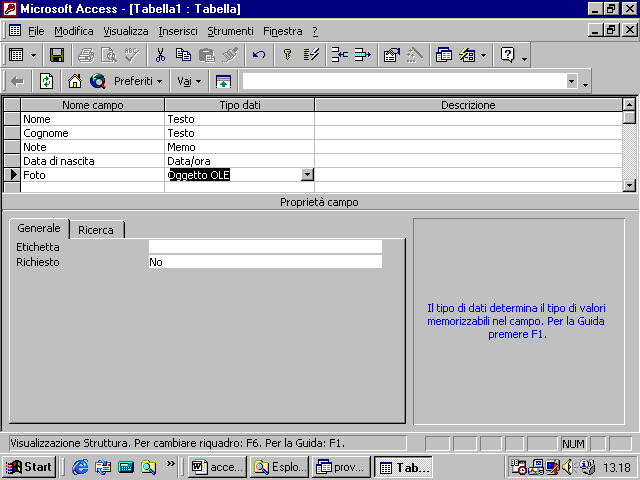 Microsoft Access - [Tabella1 : Tabella]
File Modifica Visualizza Inserisci Strumenti Finestra ?
ABC
Preferiti Vai
Nome campo Tipo dati Descrizione
Nome Testo
Cognome Testo
Note Memo
Data di nascita Data/ora
Foto Oggetto OLE
Proprietà campo
Generale Ricerca
Etichetta
Richiesto No
Il tipo di dati determina il tipo di valori
memorizzabili nel campo. Per la Guida
premere F1.
Visualizzazione Struttura. Per cambiare riquadro: F6. Per la Guida: F1. NUM
Start » acce... Esplo... prov... Tab... 13.18